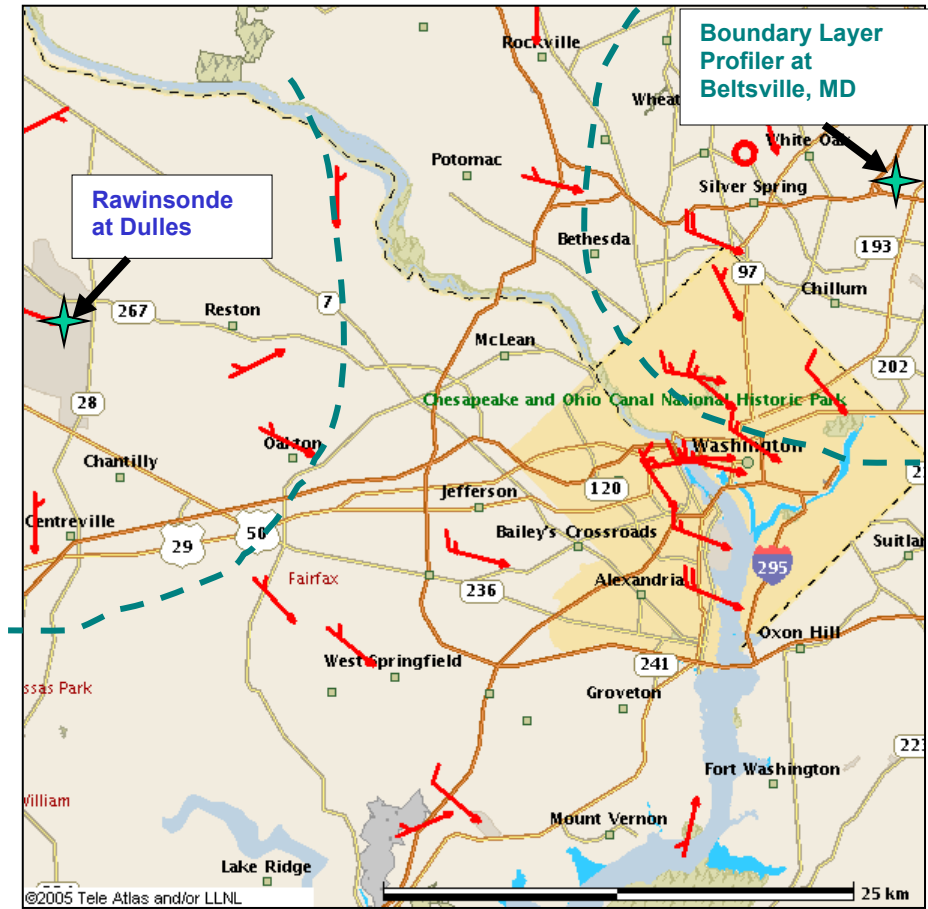 Boundary Layer
Profiler at
Beltsville, MD
Rockville
Wheat
White Oak
Potomac
Silver Spring
Rawinsonde
at Dulles
Bethesda
193
97
Chillum
267
Reston
7
McLean
202
28
Chesapeake and Ohio Canal National Historic Park
Oakton
Washington
Chantilly
120
Jefferson
Centreville
29
50
Bailey's Crossroads
Suitlan
295
Fairfax
236
Alexandria
Oxon Hill
West Springfield
241
ssas Park
Groveton
223
Fort Washington
William
Mount Vernon
Lake Ridge
©2005 Tele Atlas and/or LLNL
25 km